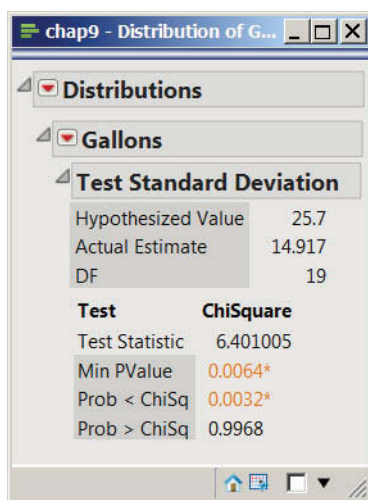 chap9 - Distribution of G...
Distributions
Gallons
Test Standard Deviation
Hypothesized Value 25.7
Actual Estimate 14.917
DF 19
Test ChiSquare
Test Statistic 6.401005
Min PValue 0.0064*
Prob < ChiSq 0.0032*
Prob > ChiSq 0.9968